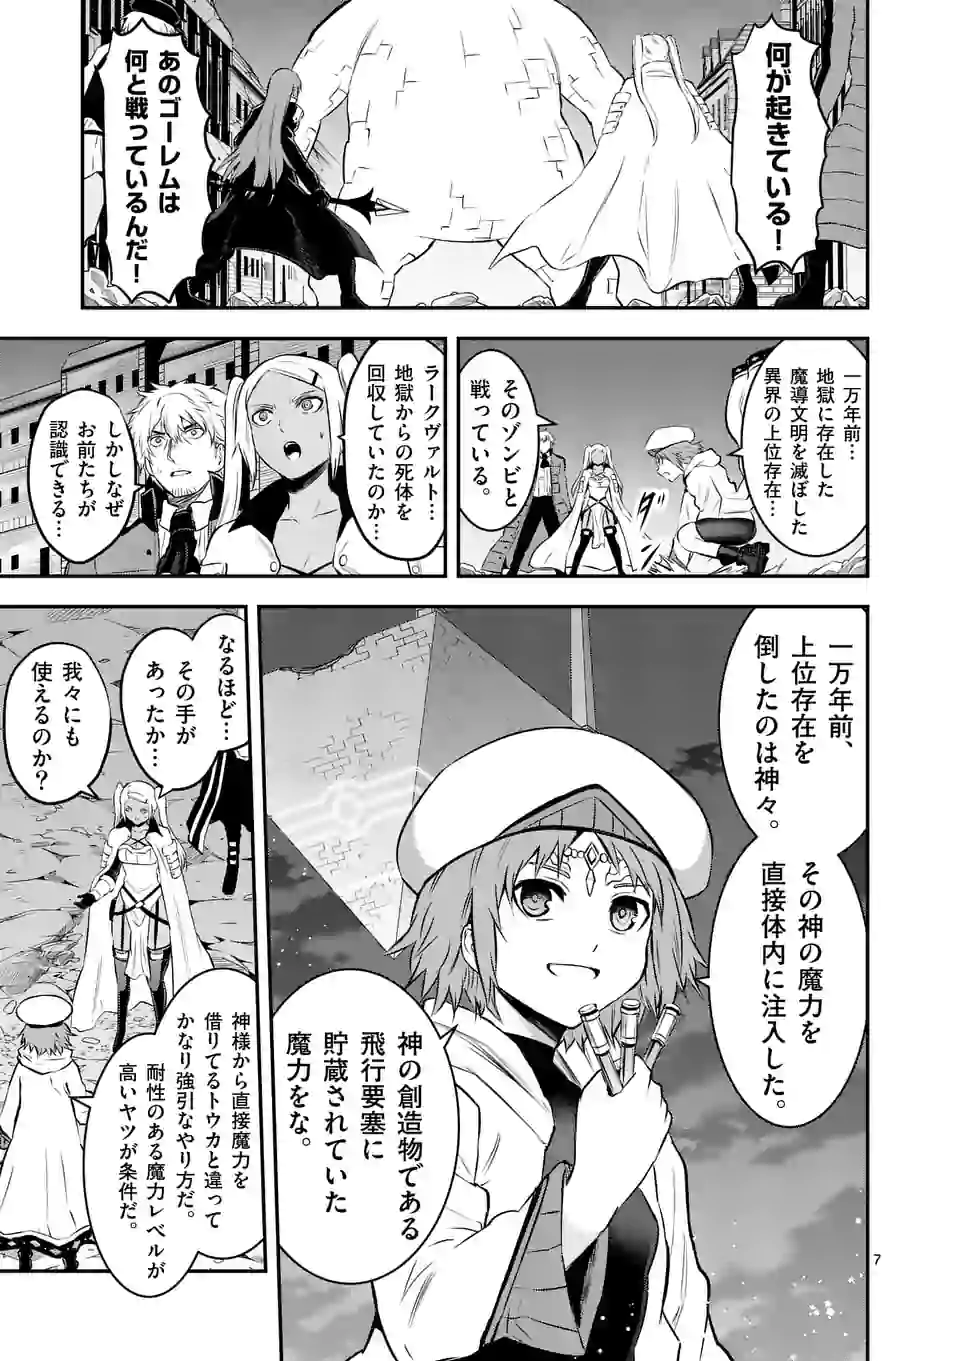 何が起きている！
あのゴーレムは
何と戦っているんだ！
一万年前…
地獄に存在した
魔導文明を滅ぼした
異界の上位存在…
そのゾンビと
戦っている。
ダッ
ラークヴァルト…
地獄からの死体を
回収していたのか…
しかしなぜ
お前たちが
認識できる…
一万年前、
上位存在を
倒したのは神々。
その神の魔力を
直接体内に注入した。
神の創造物である
飛行要塞に
貯蔵されていた
魔力をな。
なるほど…
その手が
あったか…
我々にも
使えるのか？
神様から直接魔力を
借りてるトウカと違って
かなり強引なやり方だ。
耐性のある魔力レベルが
高いヤツが条件だ。
7